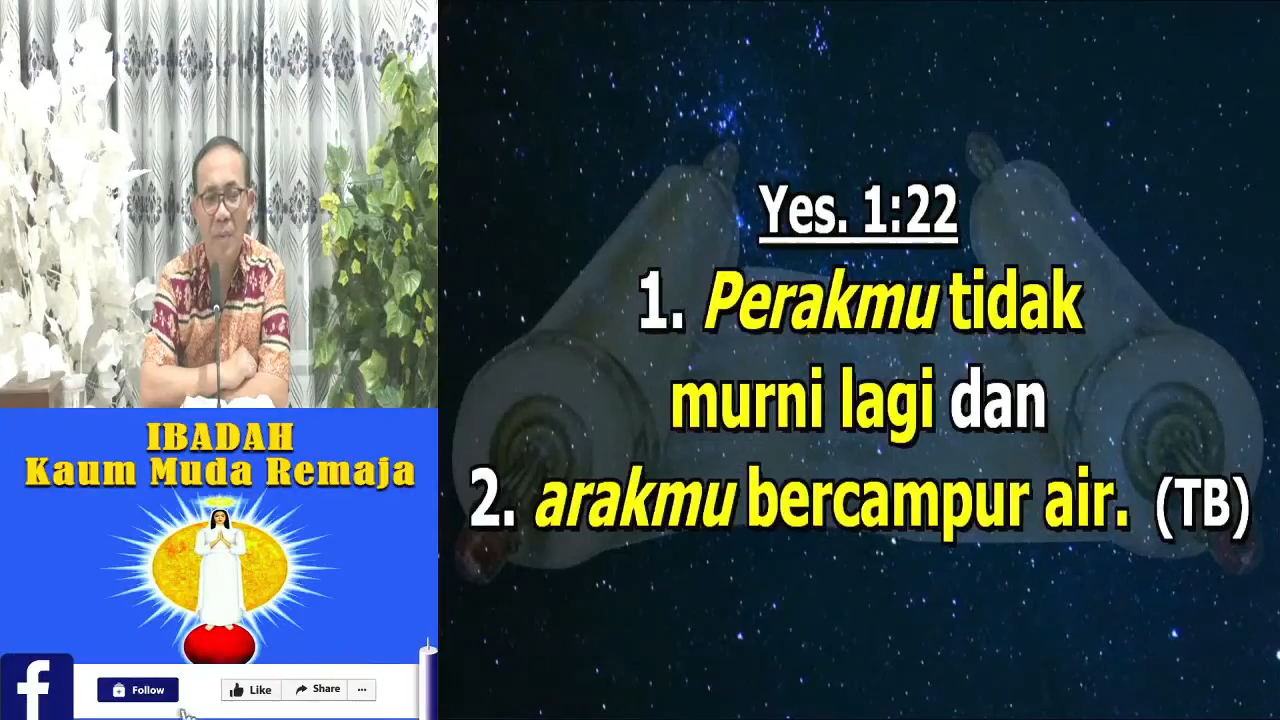 Yes. 1:22
1. Perakmu tidak
murni lagi dan
2. arakmu bercampur air. (TB)
IBADAH
Kaum Muda Remaja
f
Follow
Like
Share